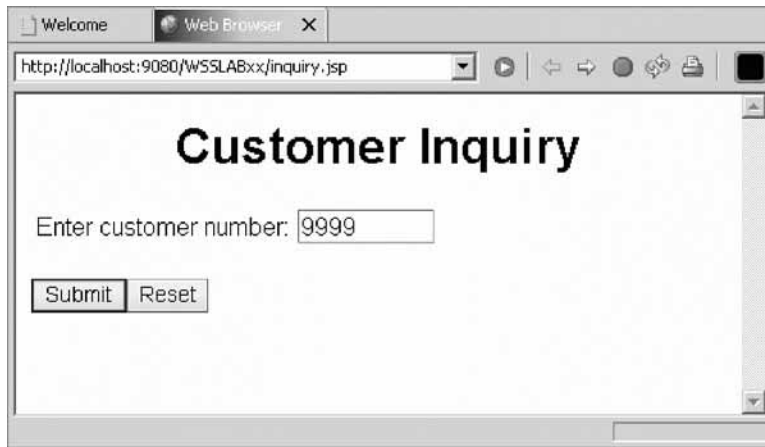 Welcome
Web Browser
http://localhost:9080/WSSLABxx/inquiry.jsp
Customer Inquiry
Enter customer number: 9999
Submit Reset